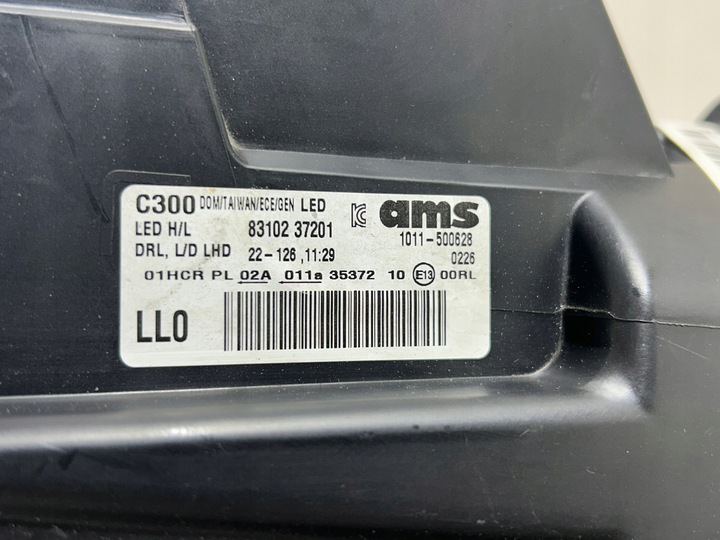 C300 DOM/TAIWAN/ECE/GEN LED
ams
LED H/L 83102 37201
1011-500628
DRL, L/D LHD 22-126 ,11:29
0226
01HCR PL 02A 011a 35372 10 E13 00RL
LL0